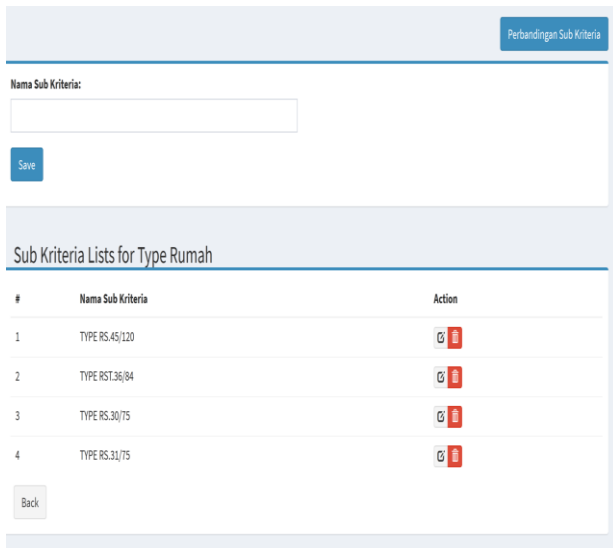 Perbandingan Sub Kriteria
Nama Sub Kriteria:
Save
Sub Kriteria Lists for Type Rumah
# Nama Sub Kriteria Action
1 TYPE RS.45/120
2 TYPE RST.36/84
3 TYPE RS.30/75
4 TYPE RS.31/75
Back